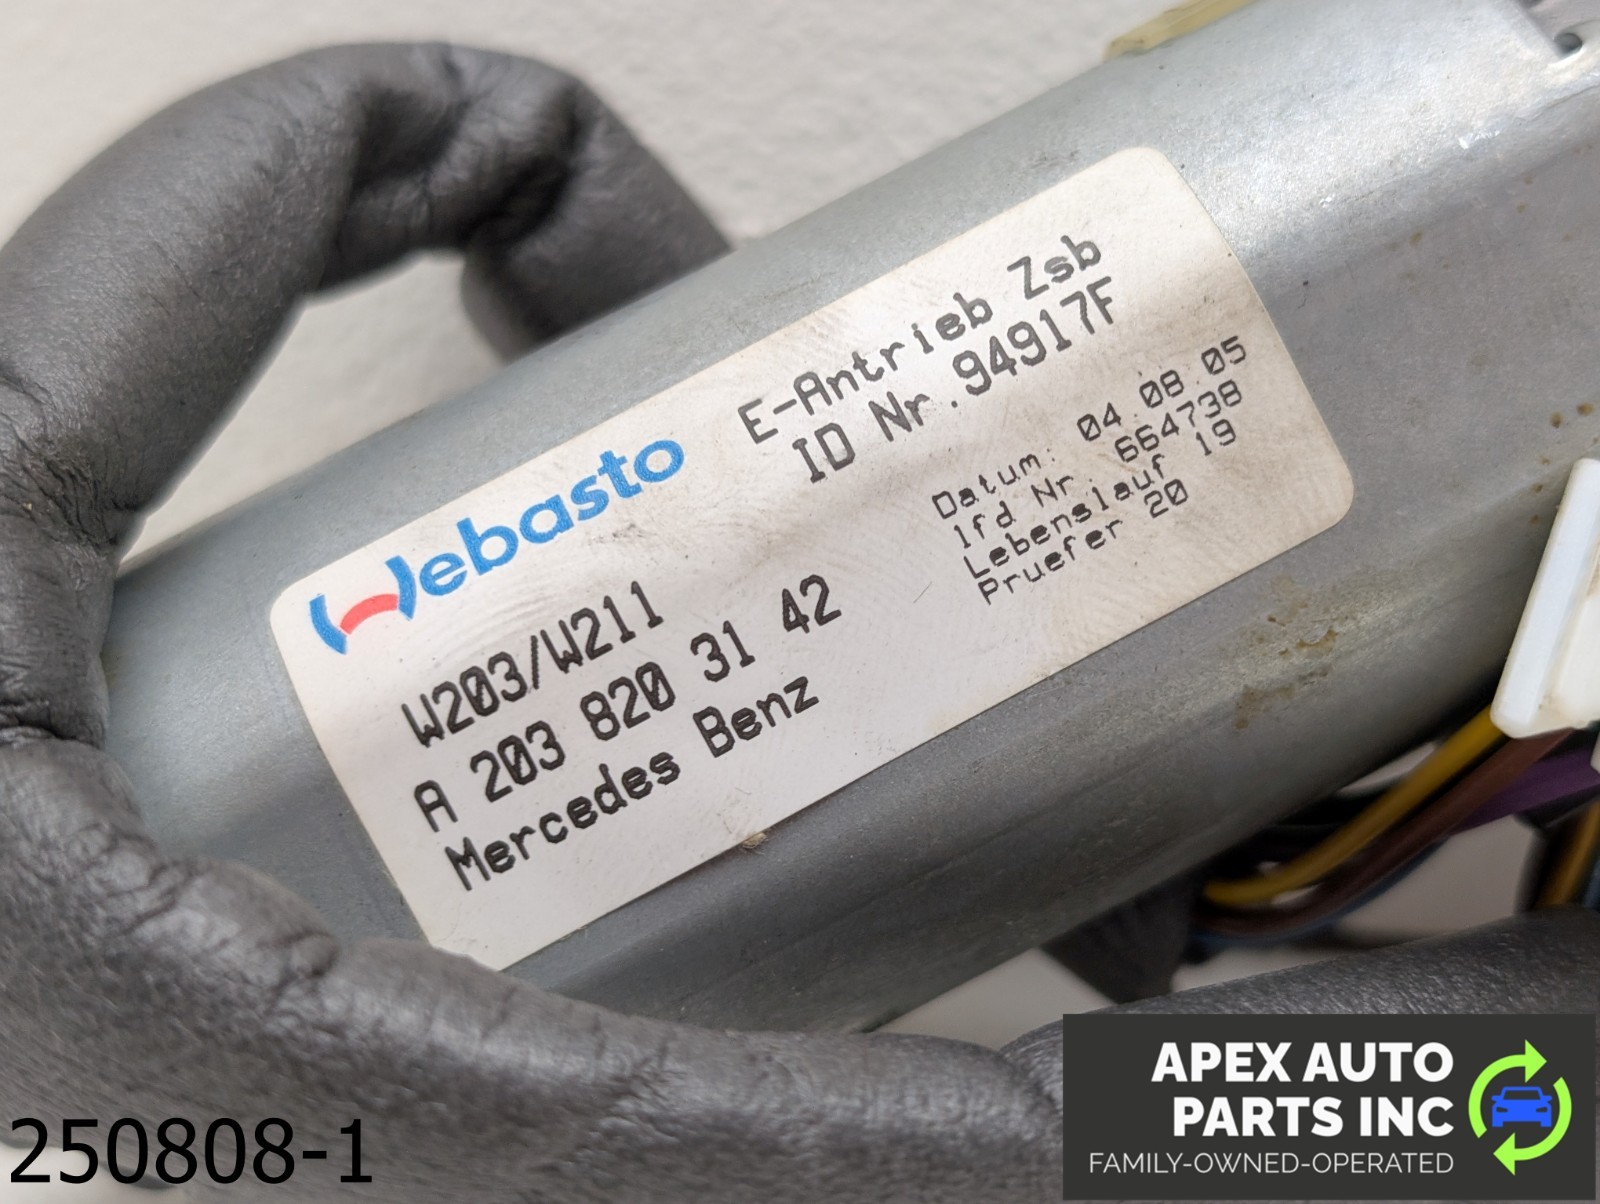 Webasto
E-Antrieb Zsb
ID Nr. 94917F
W203/W211
A 203 820 31 42
Mercedes Benz
Datum: 04.08.05
lfd Nr. 664738
Lebenslauf 19
Pruefer 20
250808-1
APEX AUTO
PARTS INC
FAMILY-OWNED-OPERATED